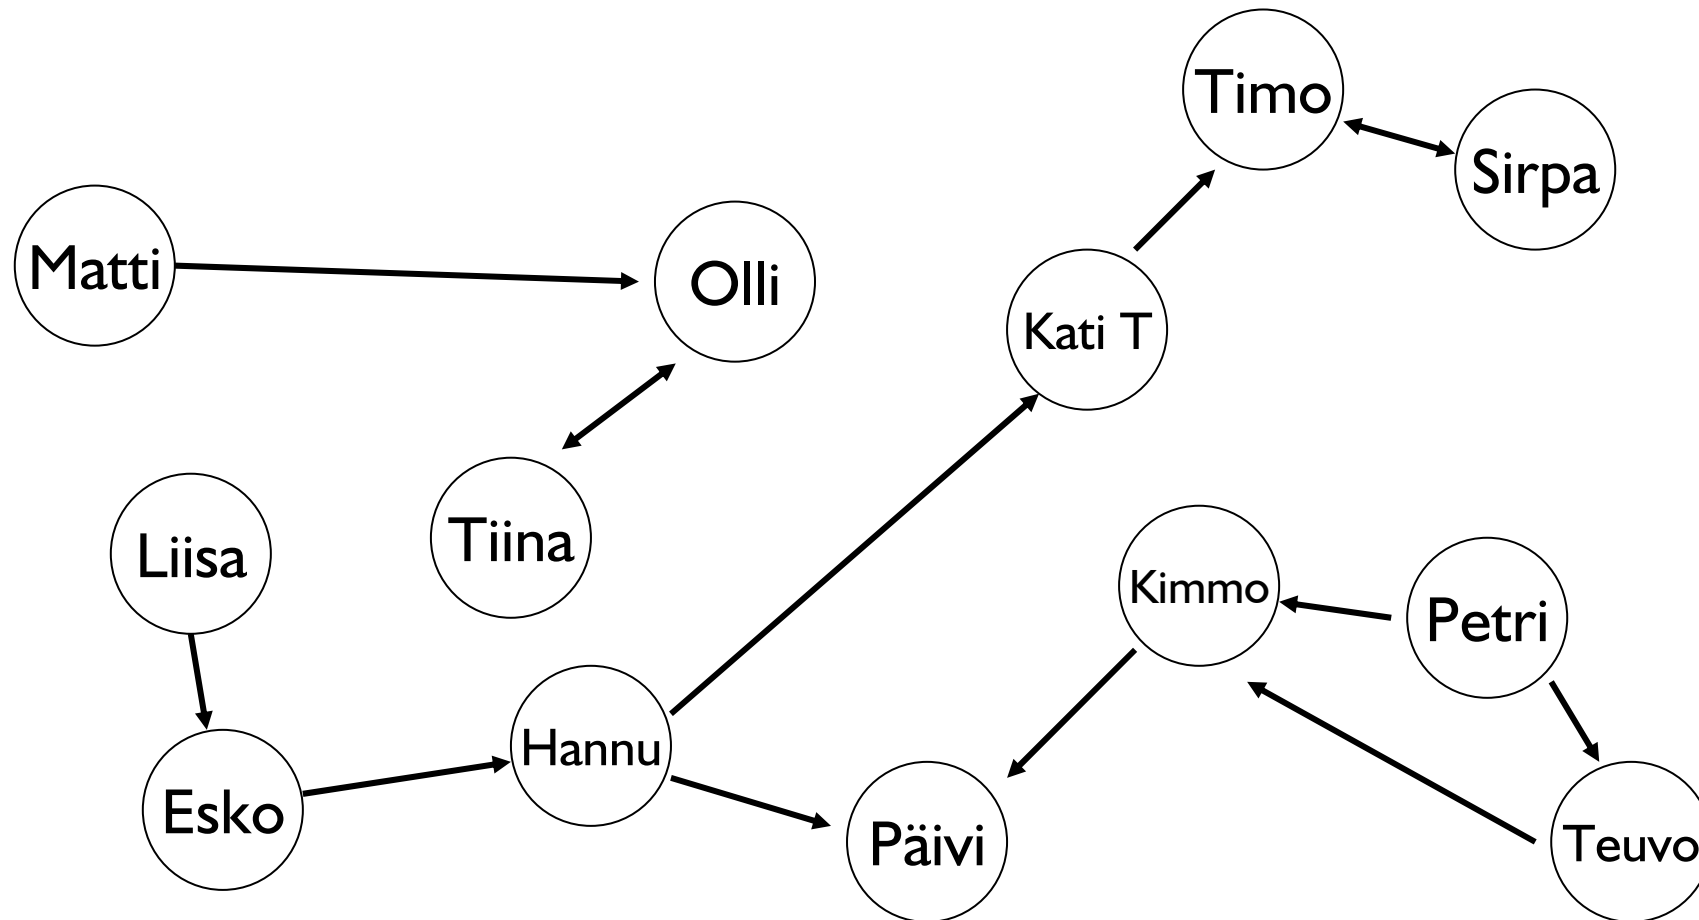 Timo
Sirpa
Matti
Olli
Kati T
Tiina
Liisa
Kimmo
Petri
Hannu
Esko
Päivi
Teuvo